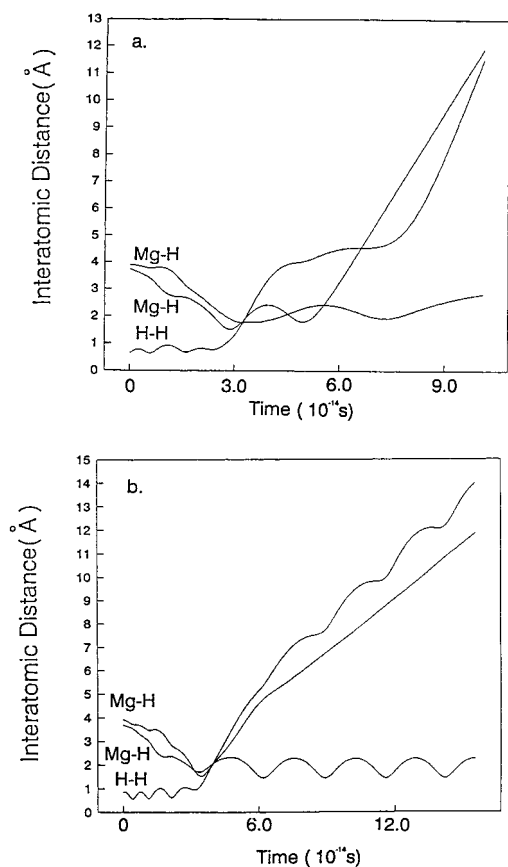 a.
Interatomic Distance(Å)
13
12
11
10
9
8
7
6
5
4
3
2
1
0
Mg-H
Mg-H
H-H
0 3.0 6.0 9.0
Time ( 10⁻¹⁴s)
b.
Interatomic Distance(Å)
15
14
13
12
11
10
9
8
7
6
5
4
3
2
1
0
Mg-H
Mg-H
H-H
0 6.0 12.0
Time ( 10⁻¹⁴s)